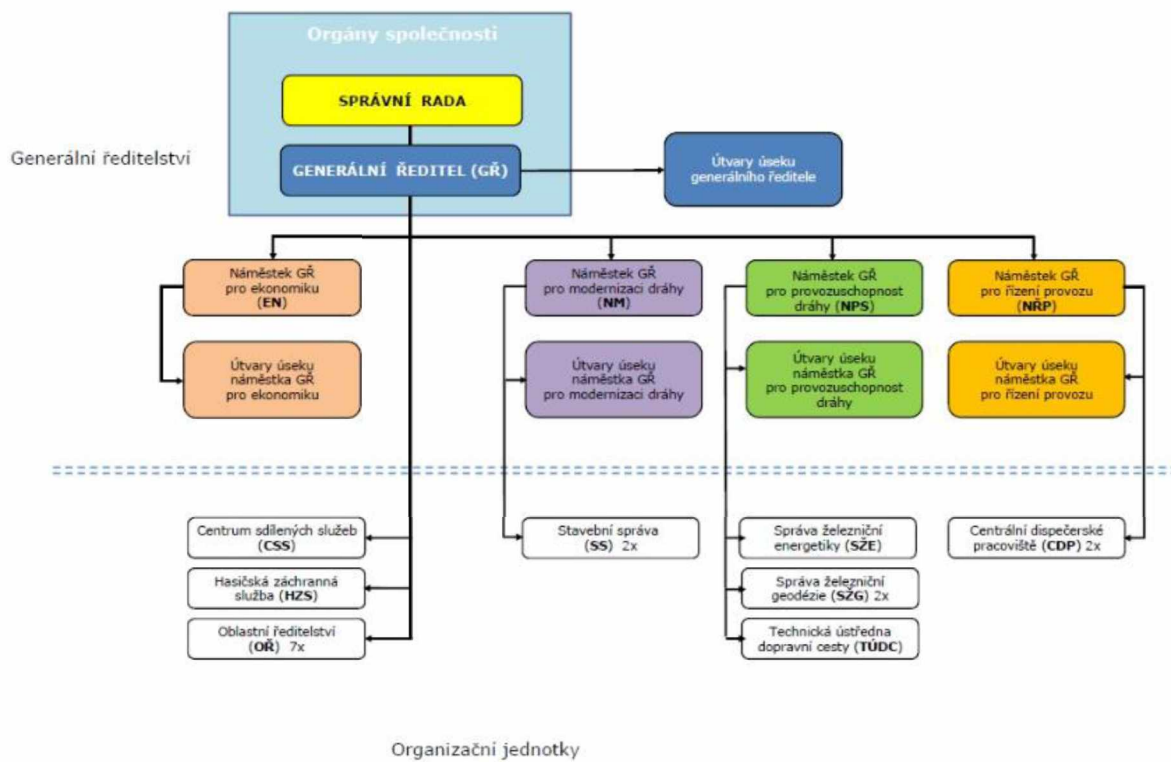 Orgány společnosti
SPRÁVNÍ RADA
Generální ředitelství
GENERÁLNÍ ŘEDITEL (GŘ)
Útvary úseku
generálního ředitele
Náměstek GŘ
pro ekonomiku
(EN)
Náměstek GŘ
pro modernizaci dráhy
(NM)
Náměstek GŘ
pro provozuschopnost
dráhy (NPS)
Náměstek GŘ
pro řízení provozu
(NŘP)
Útvary úseku
náměstka GŘ
pro ekonomiku
Útvary úseku
náměstka GŘ
pro modernizaci dráhy
Útvary úseku
náměstka GŘ
pro provozuschopnost
dráhy
Útvary úseku
náměstka GŘ
pro řízení provozu
Centrum sdílených služeb
(CSS)
Stavební správa
(SS) 2x
Správa železniční
energetiky (SŽE)
Centrální dispečerské
pracoviště (CDP) 2x
Hasičská záchranná
služba (HZS)
Správa železniční
geodézie (SŽG) 2x
Oblastní ředitelství
(OŘ) 7x
Technická ústředna
dopravní cesty (TÚDC)
Organizační jednotky